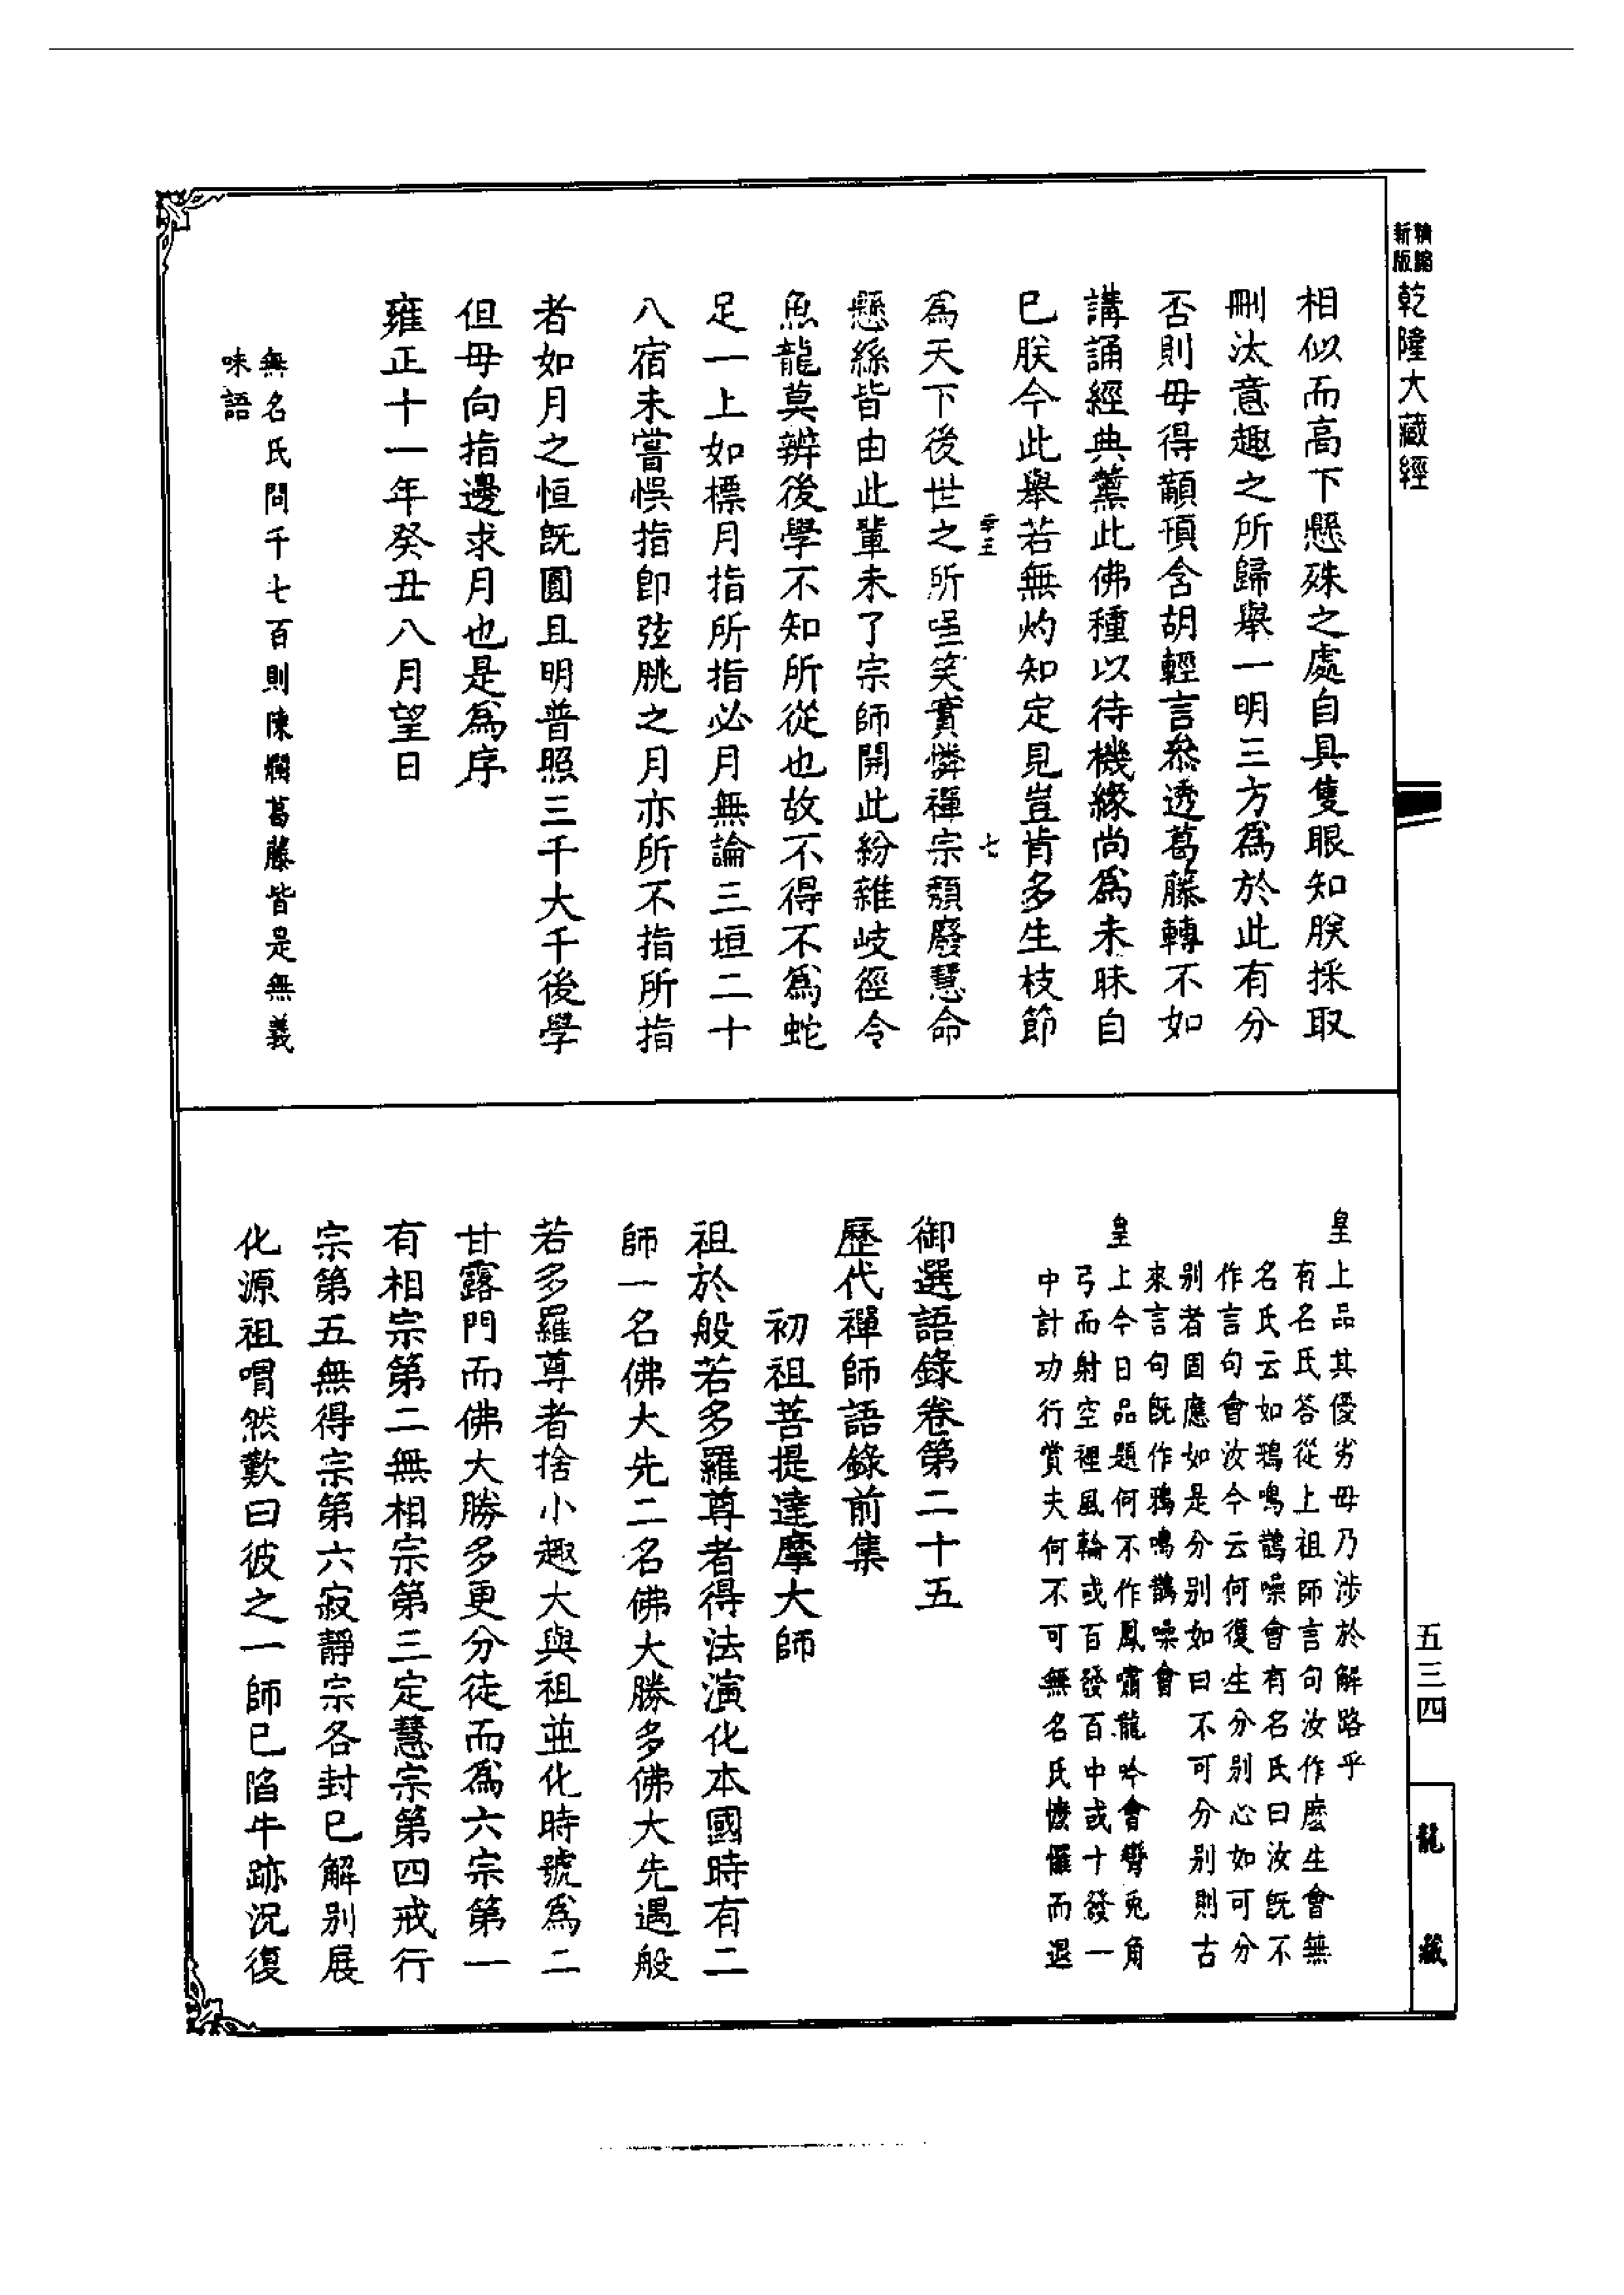 精縮
新版
乾隆大藏經
相似而高下懸殊之處自具隻眼知朕採取
刪汰意趣之所歸舉一明三方為於此有分
否則毋得顢頇含胡輕言叅透葛藤轉不如
講誦經典薰此佛種以待機緣尚為未昧自
已朕今此舉若無灼知定見豈肯多生枝節
七
為天下後世之所嗤笑實憐禪宗頹廢慧命
懸絲皆由此輩未了宗師開此紛雜岐徑令
魚龍莫辨後學不知所從也故不得不為蛇
足一上如標月指所指必月無論三垣二十
八宿未嘗悞指卽弦朓之月亦所不指所指
者如月之恒旣圓且明普照三千大千後學
但毋向指邊求月也是為序
雍正十一年癸丑八月望日
無名氏問千七百則陳爛葛藤皆是無義
味語
皇上品其優劣毋乃涉於解路乎
有名氏答從上祖師言句汝作麽生會無
名氏云如鴉鳴鵲噪會有名氏曰汝旣不
作言句會汝今云何復生分別心如可分
別者固應如是分別如曰不可分別則古
來言句旣作鴉鳴鵲噪會
皇上今日品題何不作鳳嘯龍吟會彎兎角
弓而射空裡風輪或百發百中或十發一
中計功行賞夫何不可無名氏㦬㦬而退
御選語錄卷第二十五
歷代禪師語錄前集
初祖菩提達摩大師
祖於般若多羅尊者得法演化本國時有二
師一名佛大先二名佛大勝多佛大先遇般
若多羅尊者捨小趣大與祖並化時號為二
甘露門而佛大勝多更分徒而為六宗第一
有相宗第二無相宗第三定慧宗第四戒行
宗第五無得宗第六寂靜宗各封已解別展
化源祖喟然歎曰彼之一師已陷牛跡況復
五三四
龍藏